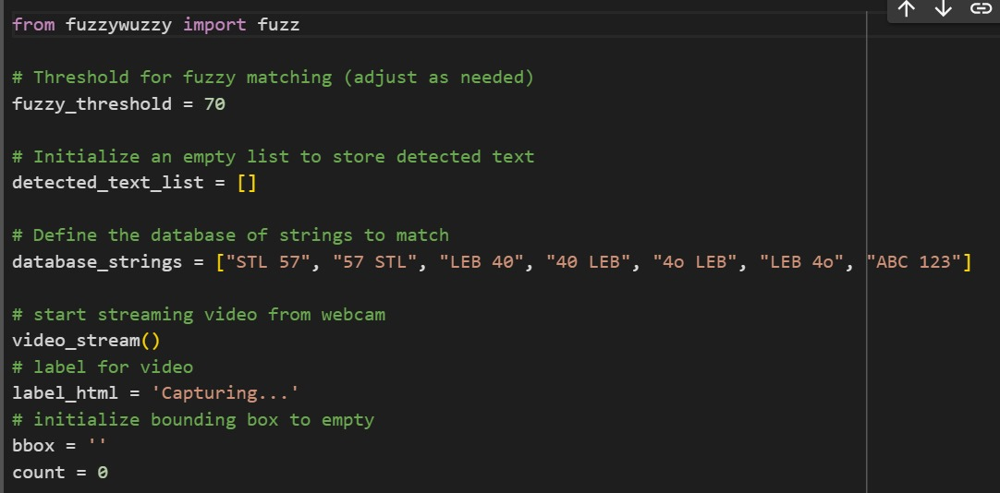 from fuzzywuzzy import fuzz
# Threshold for fuzzy matching (adjust as needed)
fuzzy_threshold = 70
# Initialize an empty list to store detected text
detected_text_list = []
# Define the database of strings to match
database_strings = ["STL 57", "57 STL", "LEB 40", "40 LEB", "4o LEB", "LEB 4o", "ABC 123"]
# start streaming video from webcam
video_stream()
# label for video
label_html = 'Capturing...'
# initialize bounding box to empty
bbox = ''
count = 0